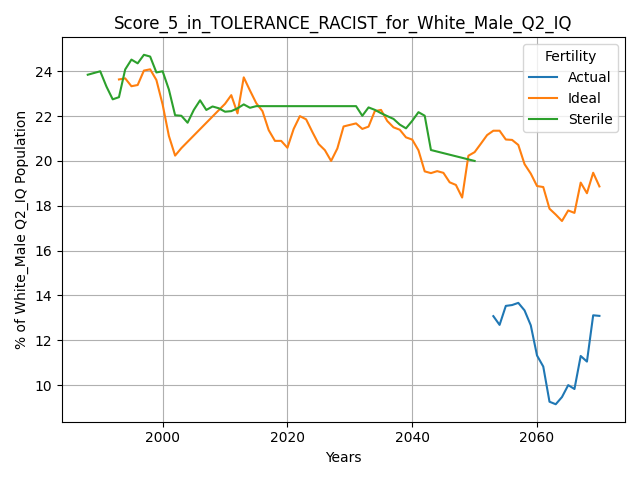 Score_5_in_TOLERANCE_RACIST_for_White_Male_Q2_IQ
Fertility
Actual
Ideal
Sterile
% of White_Male Q2_IQ Population
24
22
20
18
16
14
12
10
2000
2020
2040
2060
Years